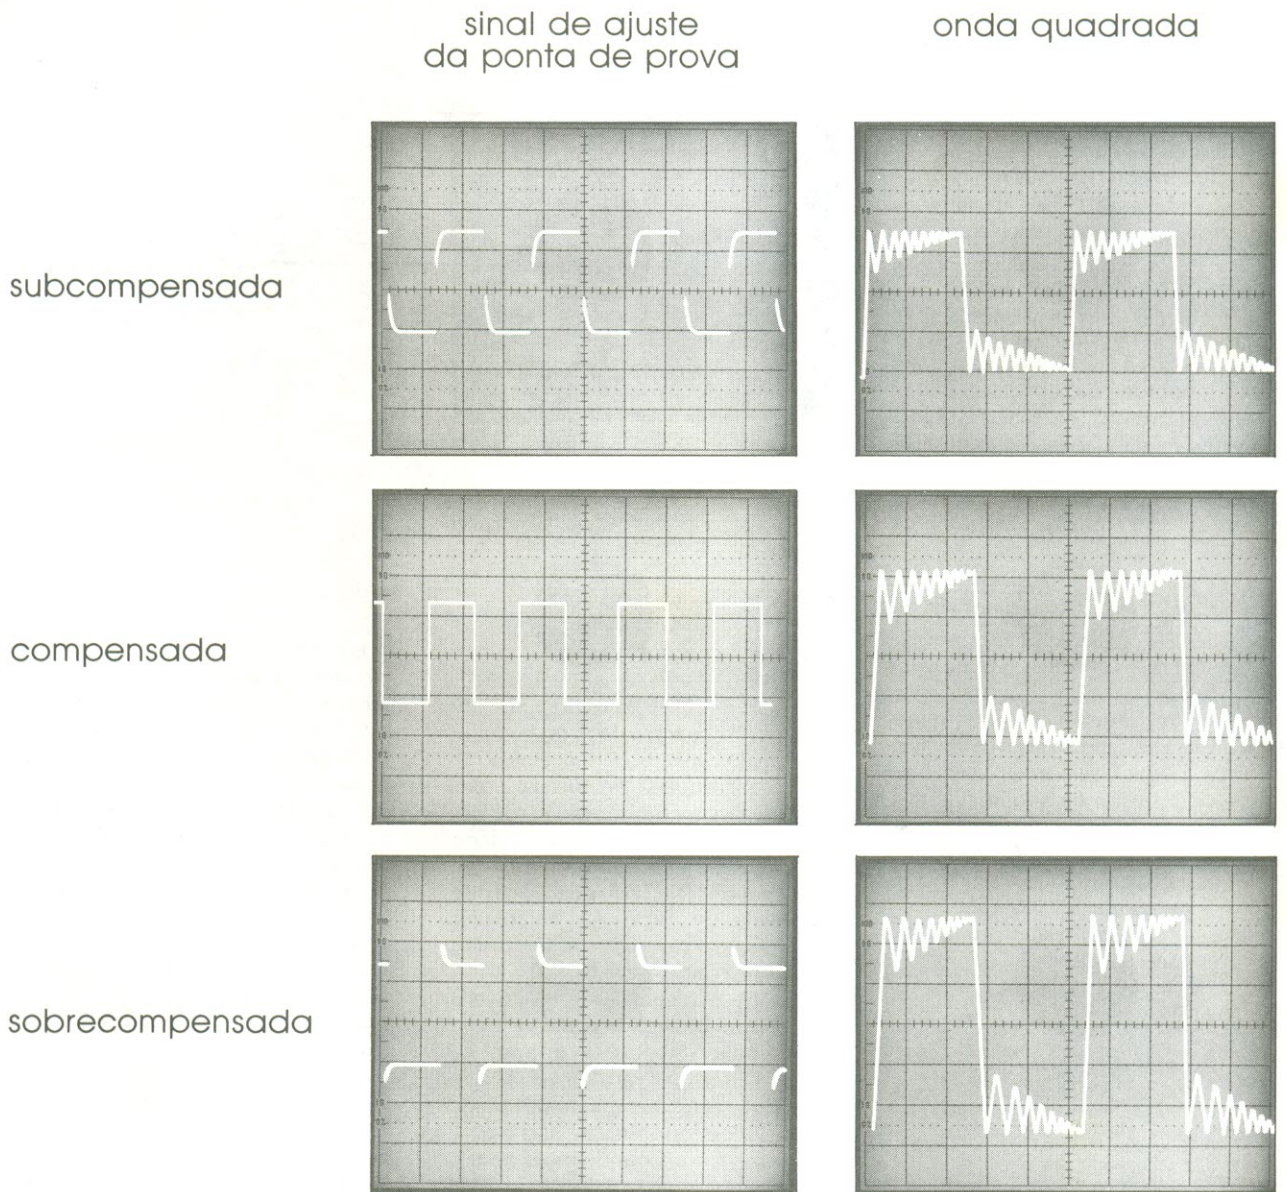 sinal de ajuste
da ponta de prova
onda quadrada
subcompensada
compensada
sobrecompensada